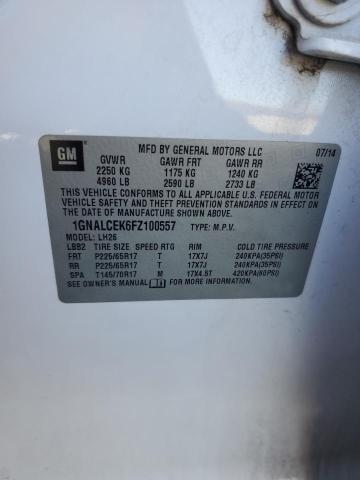 GM
MFD BY GENERAL MOTORS LLC 07/14
GVWR GAWR FRT GAWR RR
2250 KG 1175 KG 1240 KG
4960 LB 2590 LB 2733 LB
THIS VEHICLE CONFORMS TO ALL APPLICABLE U.S. FEDERAL
MOTOR VEHICLE SAFETY AND THEFT PREVENTION STANDARDS
IN EFFECT ON THE DATE OF MANUFACTURE SHOWN ABOVE.
1GNALCEK6FZ100557 TYPE: M.P.V.
MODEL: LH26
LBB2 TIRE SIZE SPEED RTG RIM
FRT P225/65R17 T 17X7J 240KPA(35PSI)
RR P225/65R17 T 17X7J 240KPA(35PSI)
SPA T145/70R17 M 17X4.5T 420KPA(60PSI)
SEE OWNER'S MANUAL FOR ADDITIONAL INFORMATION.